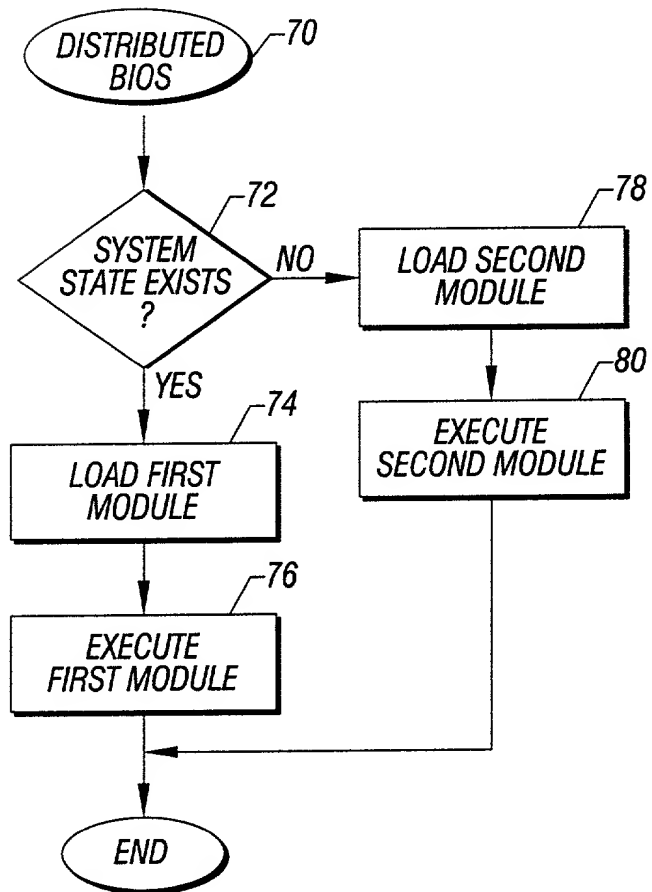 DISTRIBUTED
BIOS
70
72
SYSTEM
STATE EXISTS
?
NO
YES
78
LOAD SECOND
MODULE
80
EXECUTE
SECOND MODULE
74
LOAD FIRST
MODULE
76
EXECUTE
FIRST MODULE
END